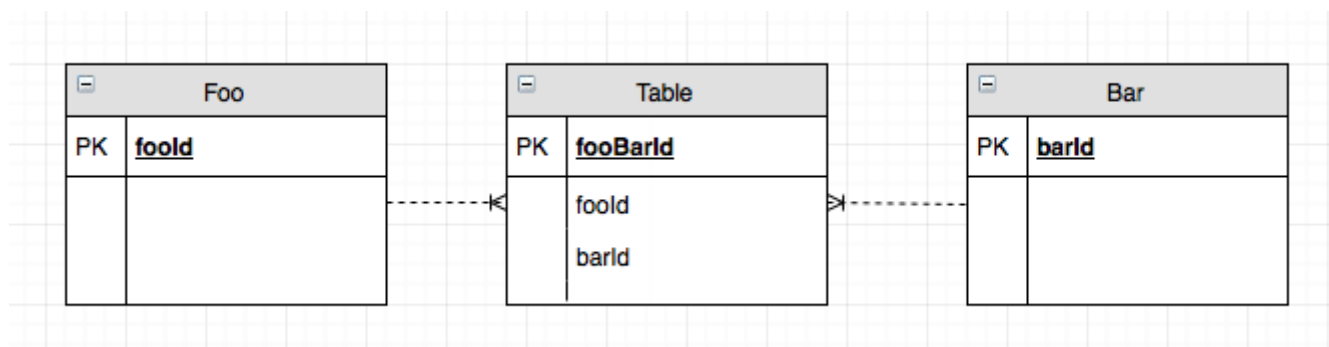 Foo
PK fooId
Table
PK fooBarId
fooId
barId
Bar
PK barId